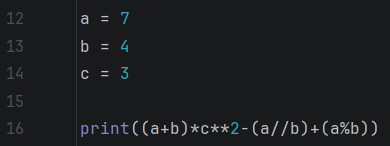 12 a = 7
13 b = 4
14 c = 3
15
16 print((a+b)*c**2-(a//b)+(a%b))